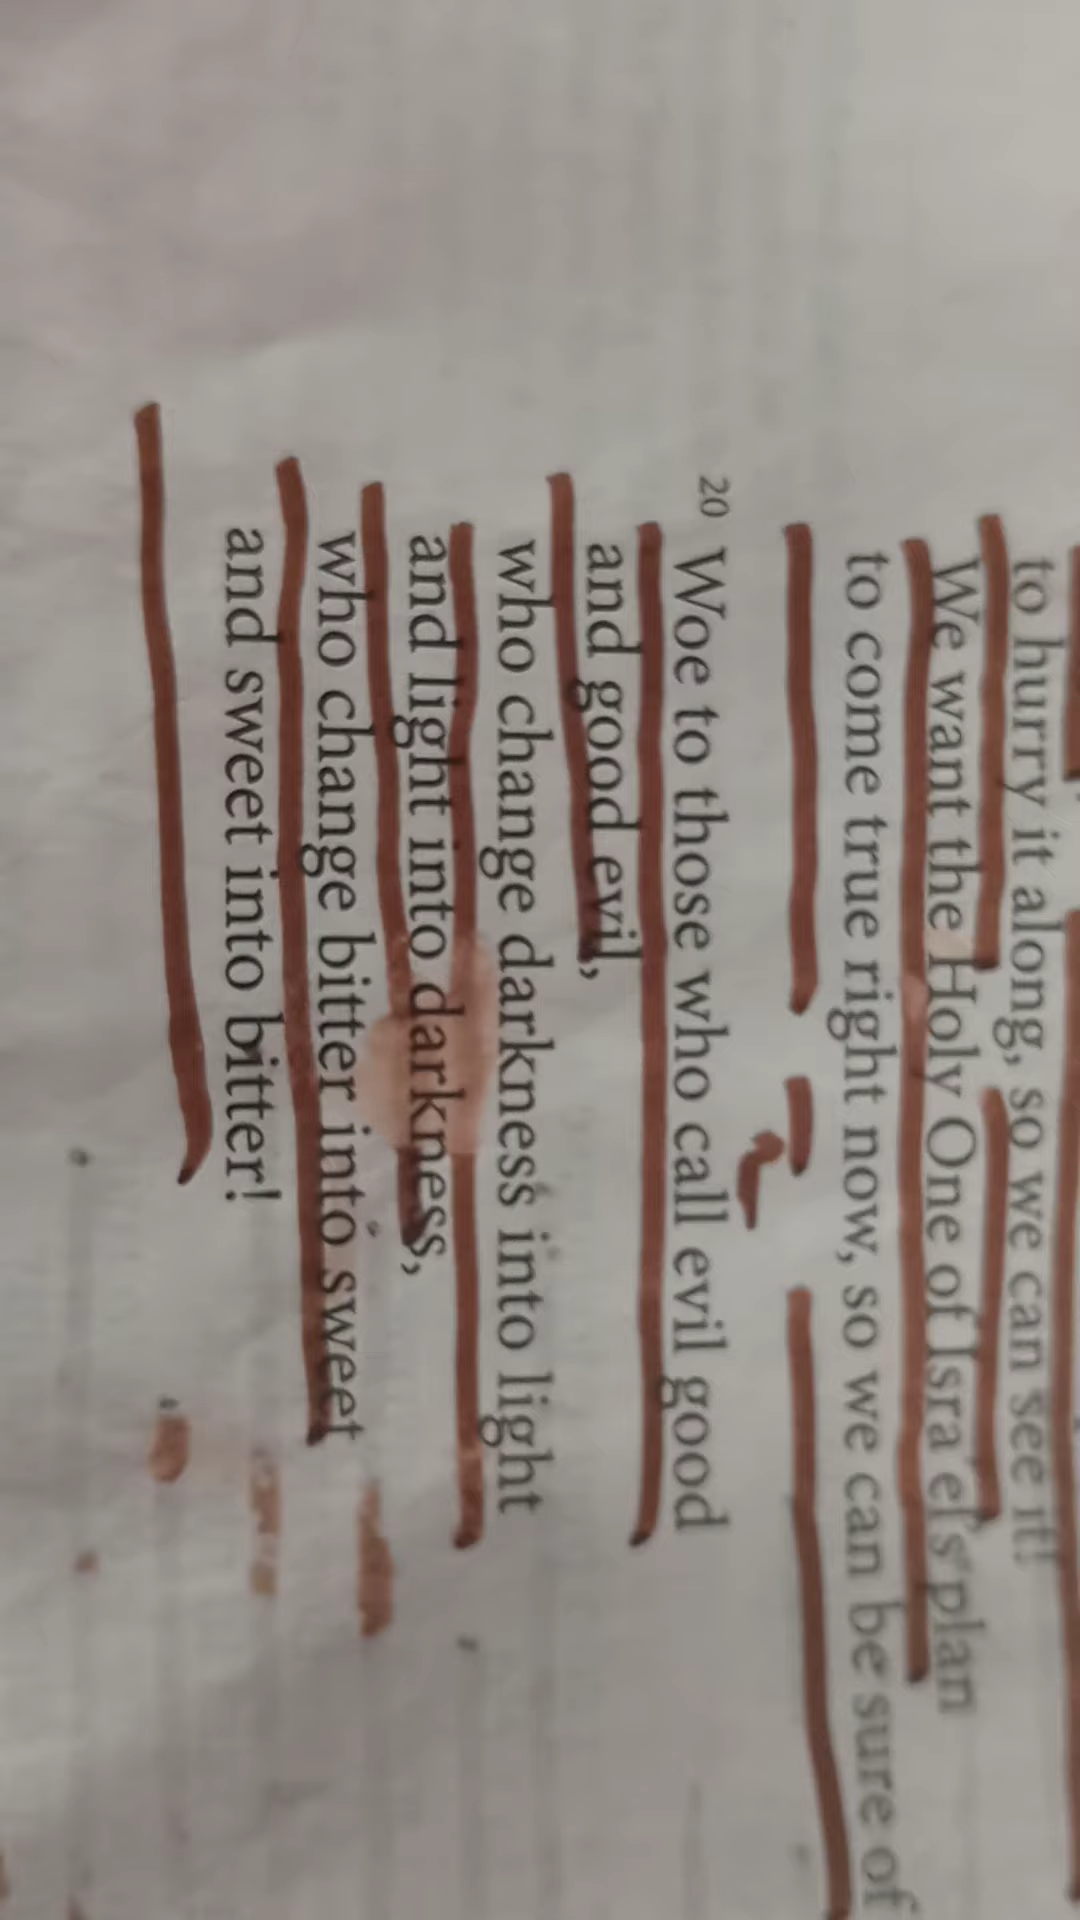 to hurry it along, so we can see it!
We want the Holy One of Isra'el's plan
to come true right now, so we can be sure of
20 Woe to those who call evil good
and good evil,
who change darkness into light
and light into darkness,
who change bitter into sweet
and sweet into bitter!